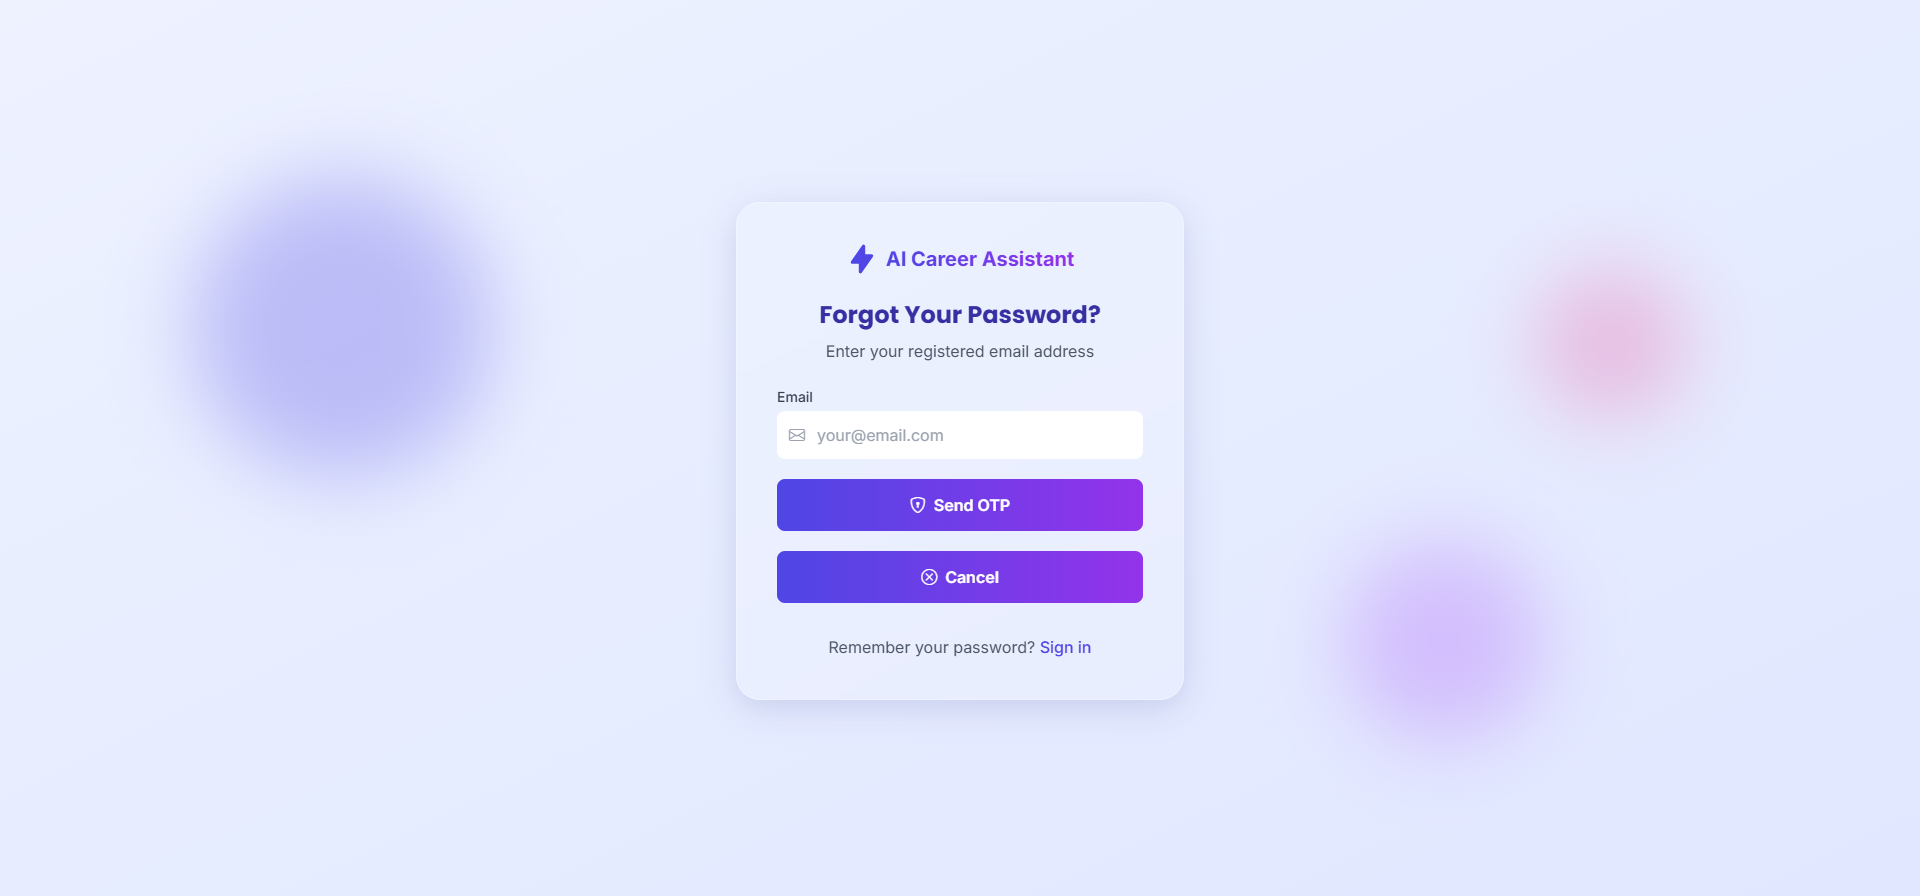 AI Career Assistant
Forgot Your Password?
Enter your registered email address
Email
your@email.com
Send OTP
Cancel
Remember your password? Sign in